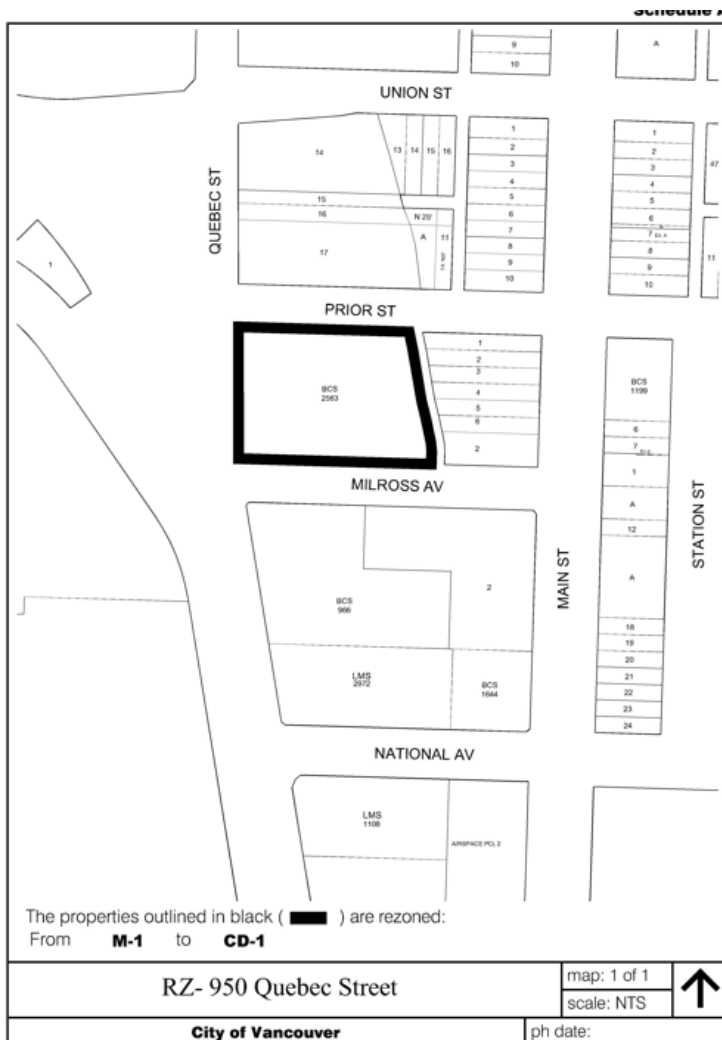 Schedule A
9
10
A
UNION ST
14
13 14 15 16
15
16
17
N 25'
A
11
1
2
3
4
5
6
7
8
9
10
1
2
3
4
5
6
7
8
9
10
47
11
QUEBEC ST
1
PRIOR ST
BCS
2563
1
2
3
4
5
6
2
BCS
1199
6
7
1
A
12
A
18
19
20
21
22
23
24
MILROSS AV
MAIN ST
STATION ST
BCS
966
2
LMS
2972
BCS
1644
NATIONAL AV
LMS
1108
AIRSPACE PCL 2
The properties outlined in black ( ) are rezoned:
From M-1 to CD-1
RZ- 950 Quebec Street
map: 1 of 1
scale: NTS
City of Vancouver
ph date: